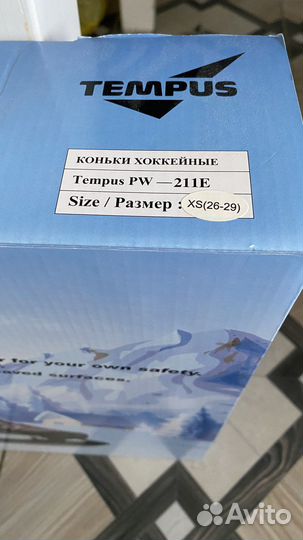 TEMPUS
КОНЬКИ ХОККЕЙНЫЕ
Tempus PW —211E
Size / Размер : XS(26-29)
for your own safety.
surfaces.
Avito